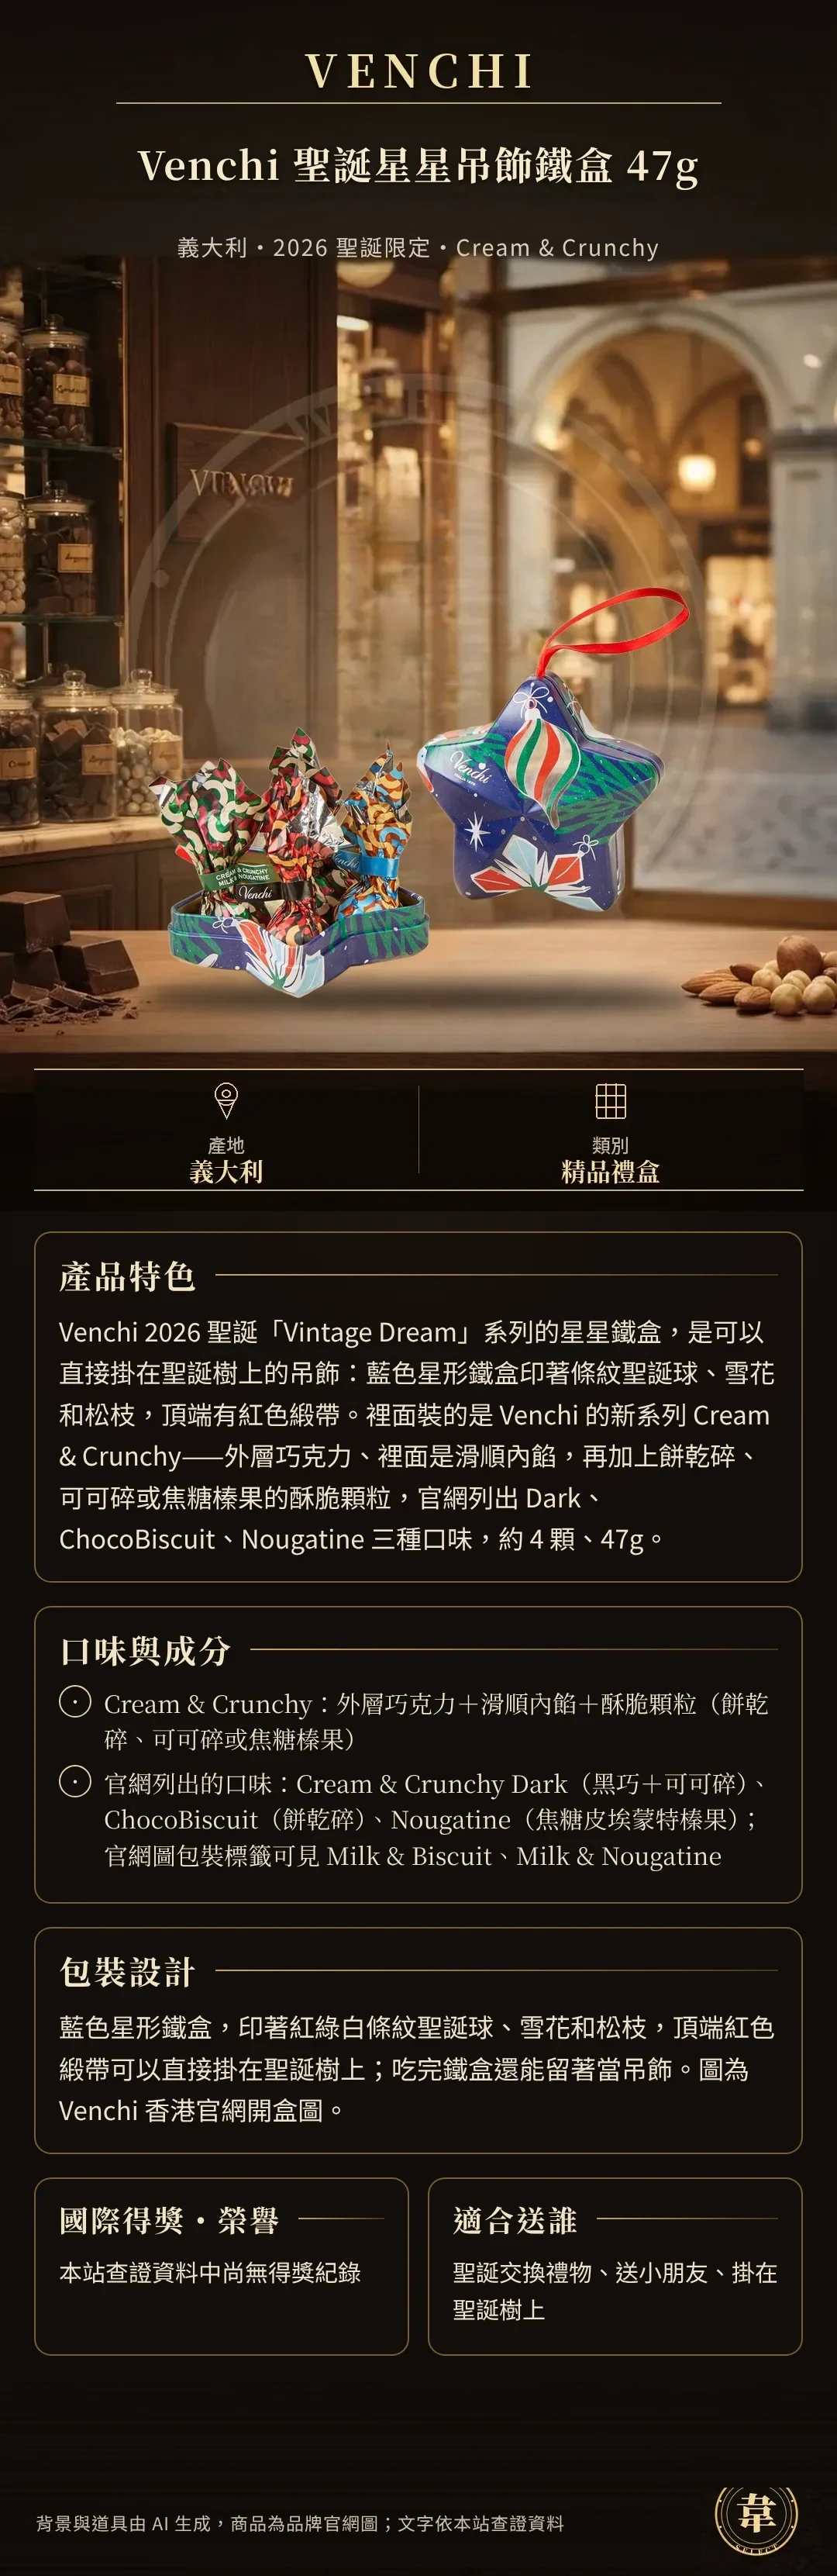 VENCHI
Venchi 聖誕星星吊飾鐵盒 47g
義大利・2026 聖誕限定・Cream & Crunchy
Venchi
CREAM & CRUNCHY
MILK & NOUGATINE
Venchi
產地
義大利
類別
精品禮盒
產品特色
Venchi 2026 聖誕「Vintage Dream」系列的星星鐵盒，是可以
直接掛在聖誕樹上的吊飾：藍色星形鐵盒印著條紋聖誕球、雪花
和松枝，頂端有紅色緞帶。裡面裝的是 Venchi 的新系列 Cream
& Crunchy——外層巧克力、裡面是滑順內餡，再加上餅乾碎、
可可碎或焦糖榛果的酥脆顆粒，官網列出 Dark、
ChocoBiscuit、Nougatine 三種口味，約 4 顆、47g。
口味與成分
Cream & Crunchy：外層巧克力＋滑順內餡＋酥脆顆粒（餅乾
碎、可可碎或焦糖榛果）
官網列出的口味：Cream & Crunchy Dark（黑巧＋可可碎）、
ChocoBiscuit（餅乾碎）、Nougatine（焦糖皮埃蒙特榛果）；
官網圖包裝標籤可見 Milk & Biscuit、Milk & Nougatine
包裝設計
藍色星形鐵盒，印著紅綠白條紋聖誕球、雪花和松枝，頂端紅色
緞帶可以直接掛在聖誕樹上；吃完鐵盒還能留著當吊飾。圖為
Venchi 香港官網開盒圖。
國際得獎・榮譽
本站查證資料中尚無得獎紀錄
適合送誰
聖誕交換禮物、送小朋友、掛在
聖誕樹上
背景與道具由 AI 生成，商品為品牌官網圖；文字依本站查證資料
韋
SELECT